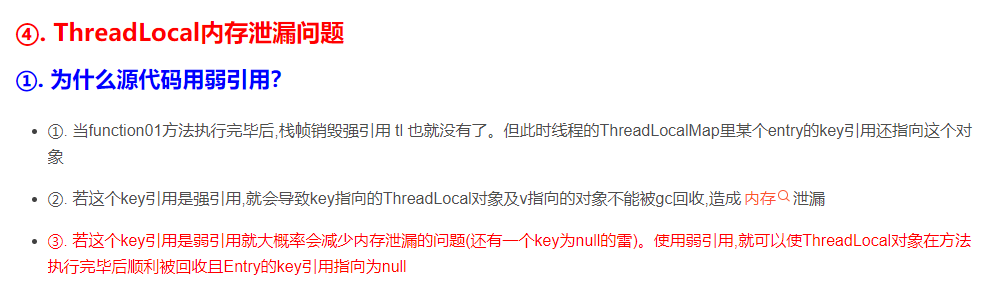 ④. ThreadLocal内存泄漏问题
①. 为什么源代码用弱引用?
①. 当function01方法执行完毕后,栈帧销毁强引用 tl 也就没有了。但此时线程的ThreadLocalMap里某个entry的key引用还指向这个对
象
②. 若这个key引用是强引用,就会导致key指向的ThreadLocal对象及v指向的对象不能被gc回收,造成 内存 泄漏
③. 若这个key引用是弱引用就大概率会减少内存泄漏的问题(还有一个key为null的雷)。使用弱引用,就可以使ThreadLocal对象在方法
执行完毕后顺利被回收且Entry的key引用指向为null